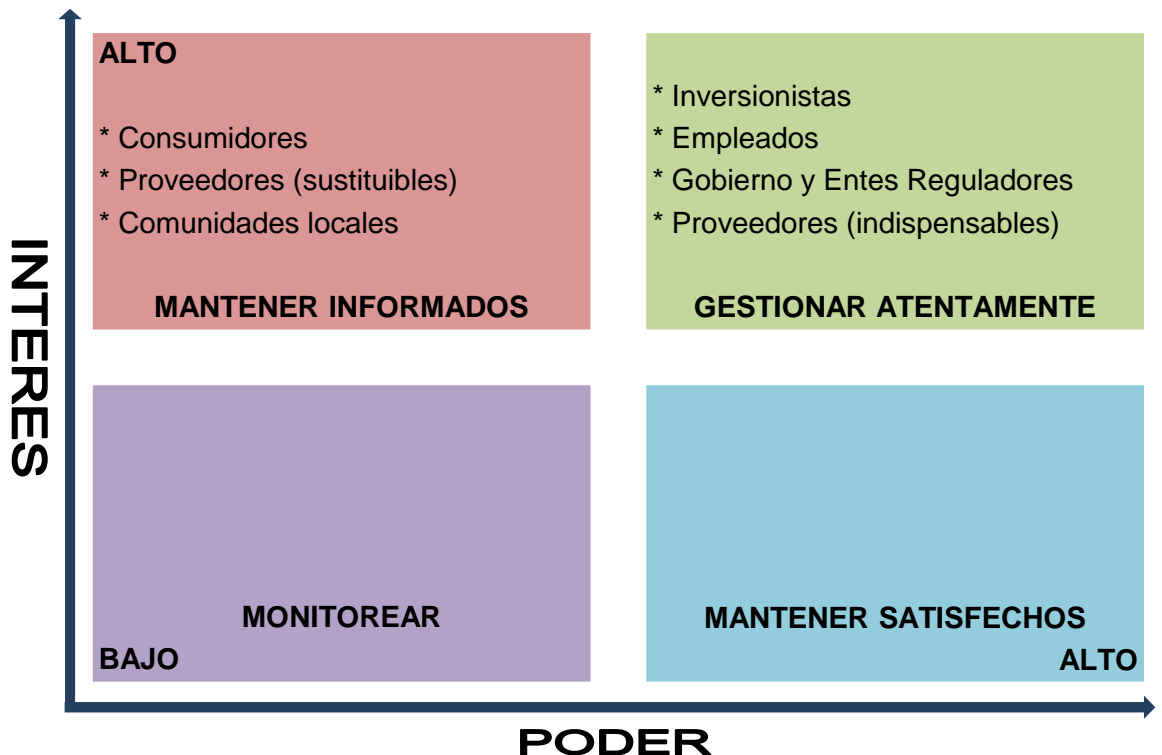 INTERES
ALTO
* Consumidores
* Proveedores (sustituibles)
* Comunidades locales
MANTENER INFORMADOS
* Inversionistas
* Empleados
* Gobierno y Entes Reguladores
* Proveedores (indispensables)
GESTIONAR ATENTAMENTE
MONITOREAR
BAJO
MANTENER SATISFECHOS
ALTO
PODER